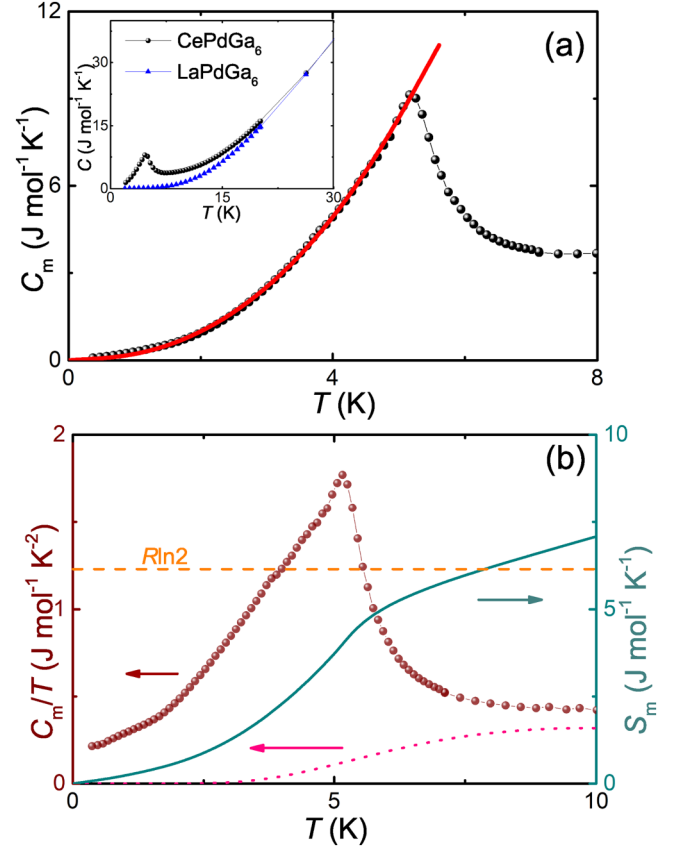 (a)
CePdGa₆
LaPdGa₆
C (J mol⁻¹ K⁻¹)
30
15
0
0 15 30
T (K)
Cₘ (J mol⁻¹ K⁻¹)
12
9
6
3
0
0 4 8
T (K)
(b)
Rln2
Cₘ/T (J mol⁻¹ K⁻²)
2
1
0
Sₘ (J mol⁻¹ K⁻¹)
10
5
0
0 5 10
T (K)